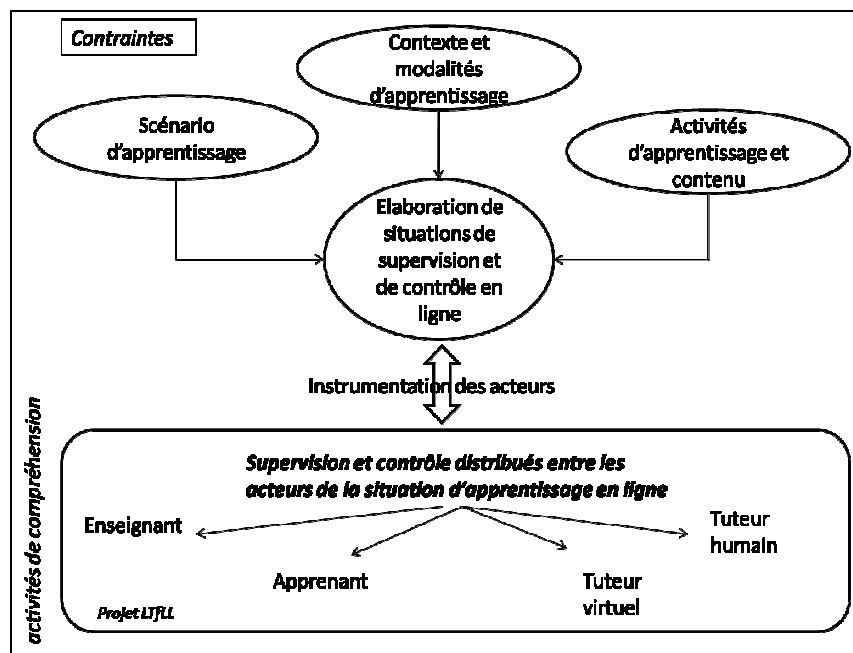 Contraintes
Contexte et
modalités
d'apprentissage
Scénario
d'apprentissage
Activités
d'apprentissage et
contenu
Elaboration de
situations de
supervision et
de contrôle en
ligne
Instrumentation des acteurs
activités de compréhension
Supervision et contrôle distribués entre les
acteurs de la situation d'apprentissage en ligne
Enseignant
Apprenant
Tuteur
virtuel
Tuteur
humain
Projet LTfLL